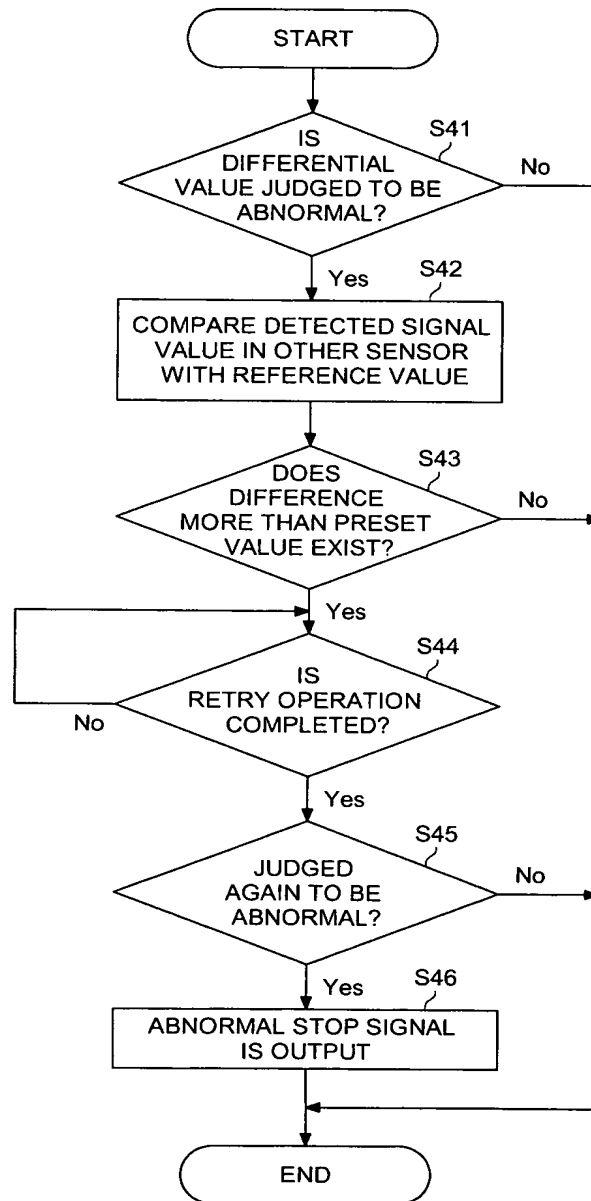 START
S41
IS
DIFFERENTIAL
VALUE JUDGED TO BE
ABNORMAL?
No
Yes
S42
COMPARE DETECTED SIGNAL
VALUE IN OTHER SENSOR
WITH REFERENCE VALUE
S43
DOES
DIFFERENCE
MORE THAN PRESET
VALUE EXIST?
No
Yes
S44
IS
RETRY OPERATION
COMPLETED?
No
Yes
S45
JUDGED
AGAIN TO BE
ABNORMAL?
No
Yes
S46
ABNORMAL STOP SIGNAL
IS OUTPUT
END